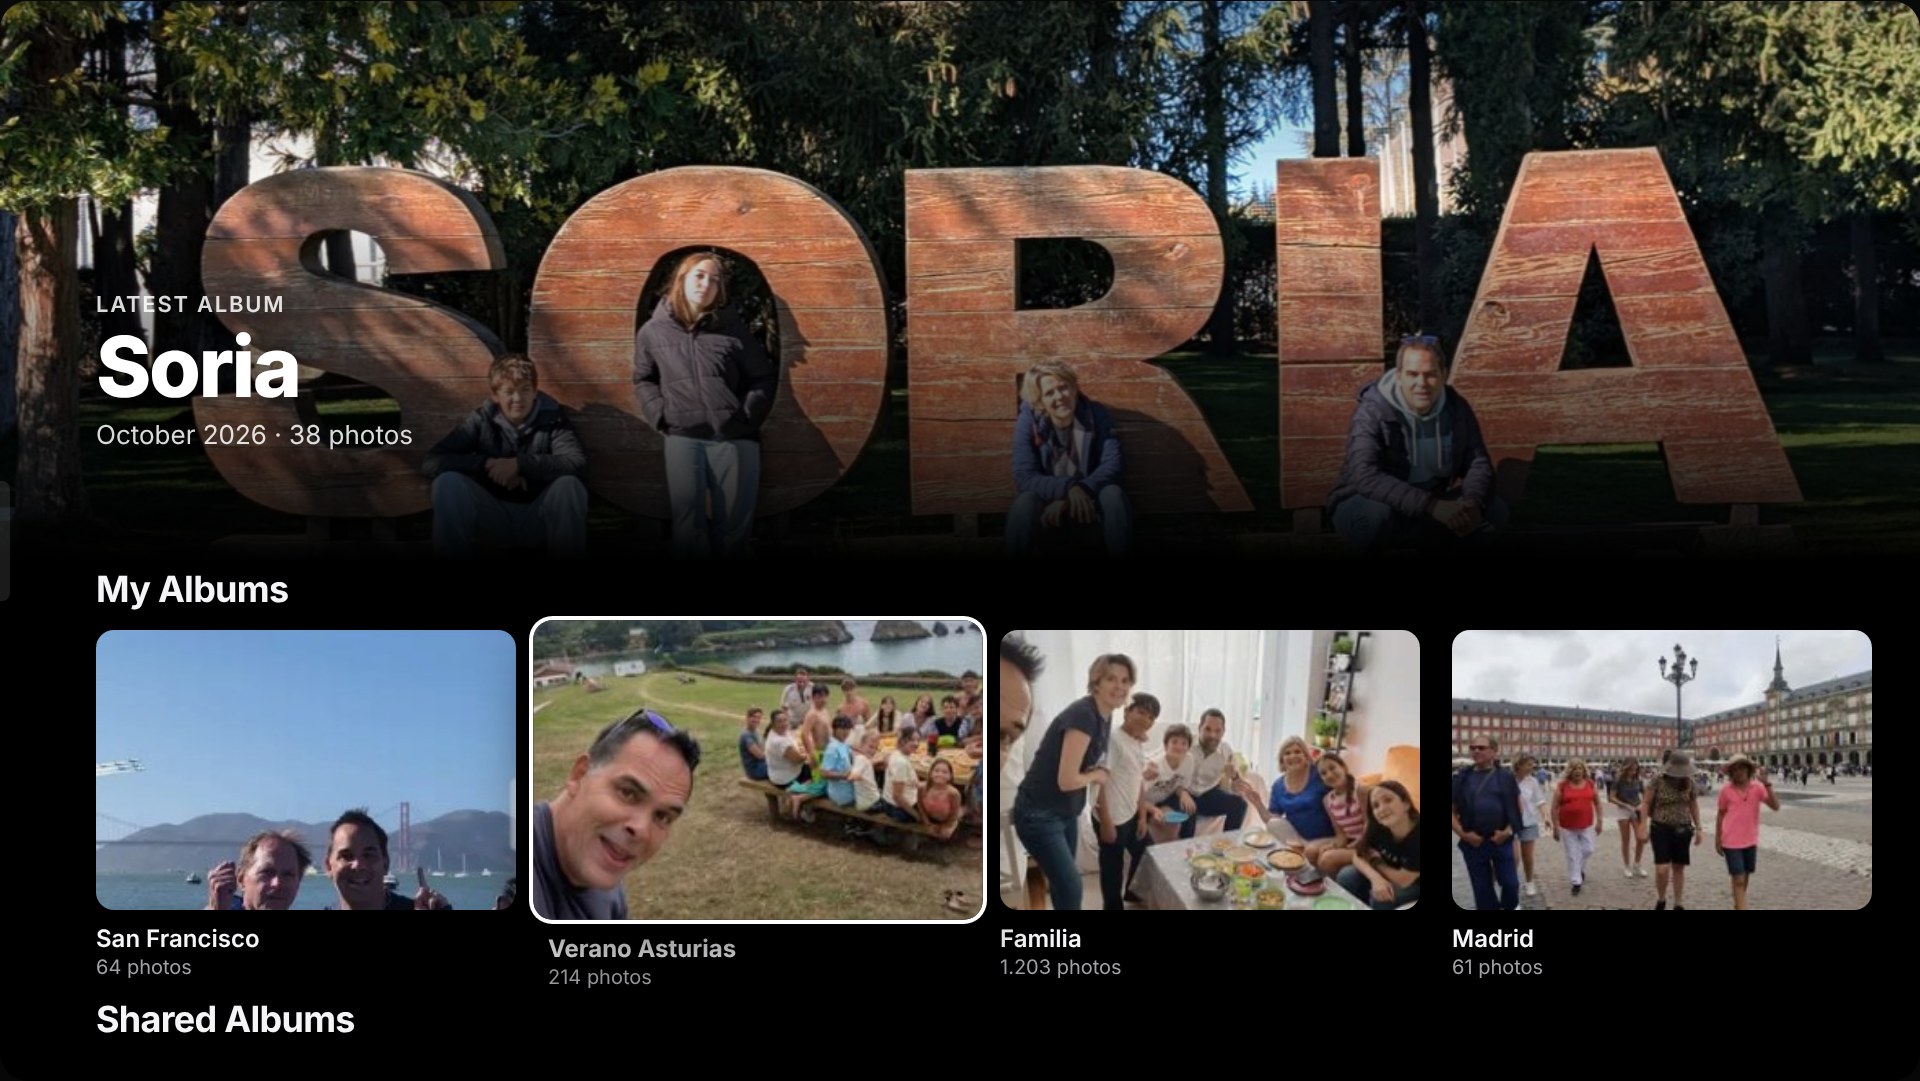 SORIA
LATEST ALBUM
Soria
October 2026 · 38 photos
My Albums
San Francisco
64 photos
Verano Asturias
214 photos
Familia
1.203 photos
Madrid
61 photos
Shared Albums